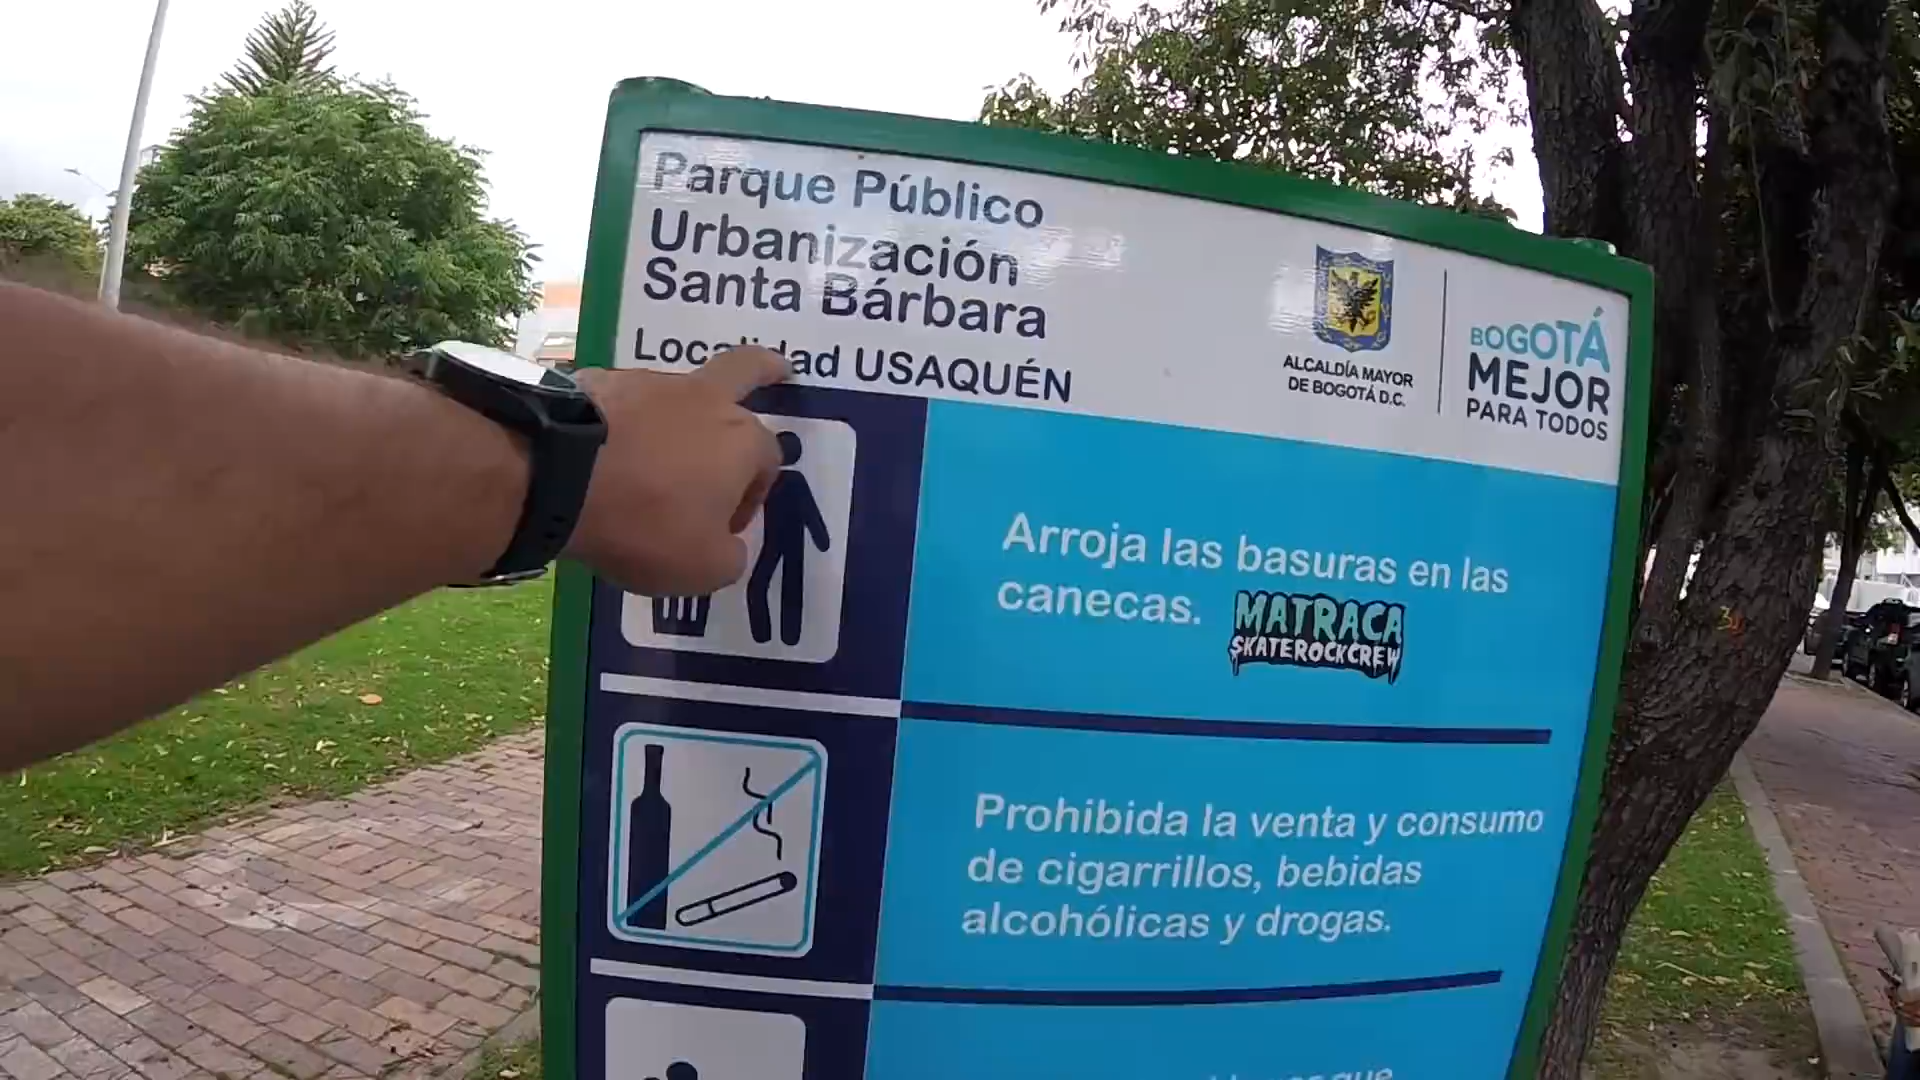 Parque Público
Urbanización
Santa Bárbara
Localidad USAQUÉN
ALCALDÍA MAYOR
DE BOGOTÁ D.C.
BOGOTÁ
MEJOR
PARA TODOS
Arroja las basuras en las
canecas.
MATRACA
SKATEROCKCREW
Prohibida la venta y consumo
de cigarrillos, bebidas
alcohólicas y drogas.
que